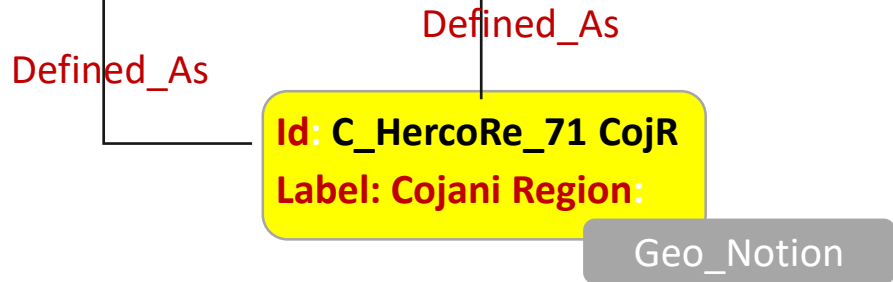 Defined_As
Defined_As
Id: C_HercoRe_71 CojR
Label: Cojani Region:
Geo_Notion